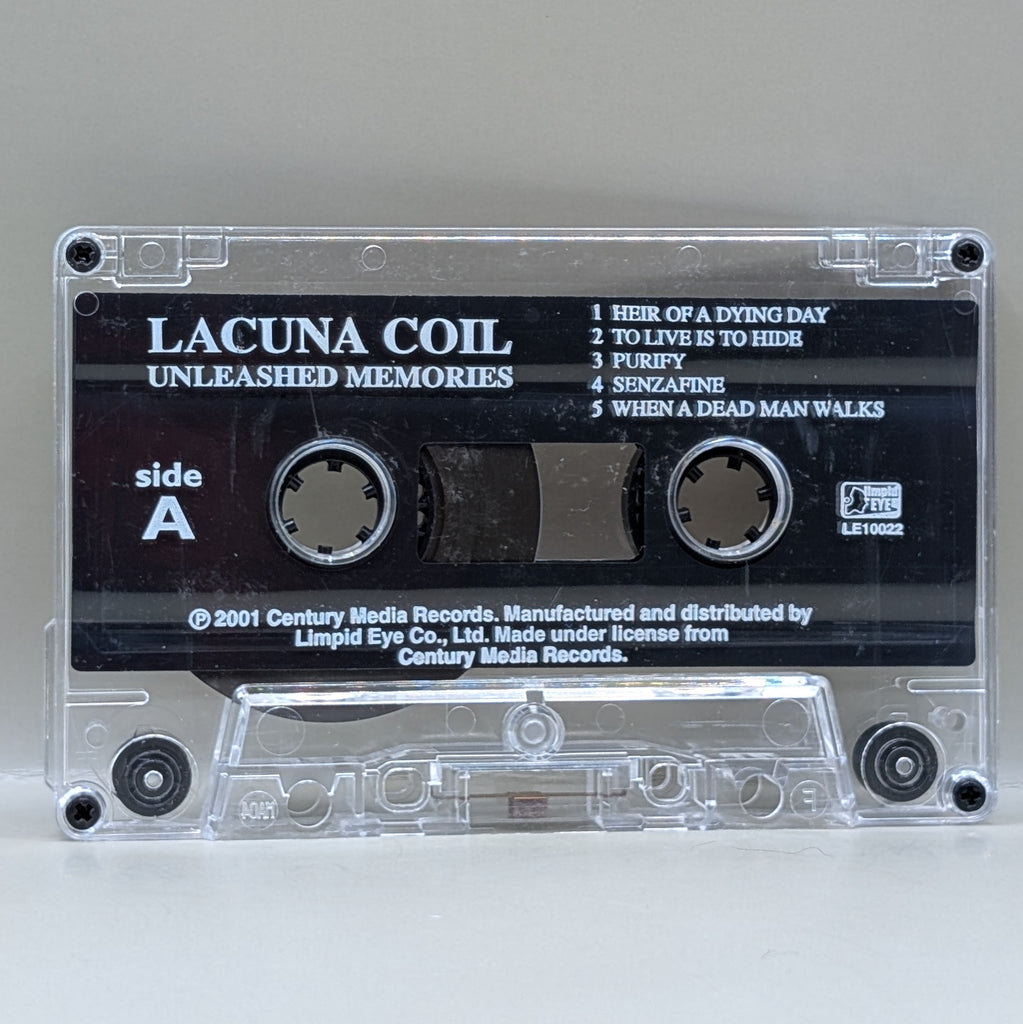 LACUNA COIL
UNLEASHED MEMORIES
1 HEIR OF A DYING DAY
2 TO LIVE IS TO HIDE
3 PURIFY
4 SENZAFINE
5 WHEN A DEAD MAN WALKS
side
A
limpid
EYE
LE10022
℗ 2001 Century Media Records. Manufactured and distributed by
Limpid Eye Co., Ltd. Made under license from
Century Media Records.
F